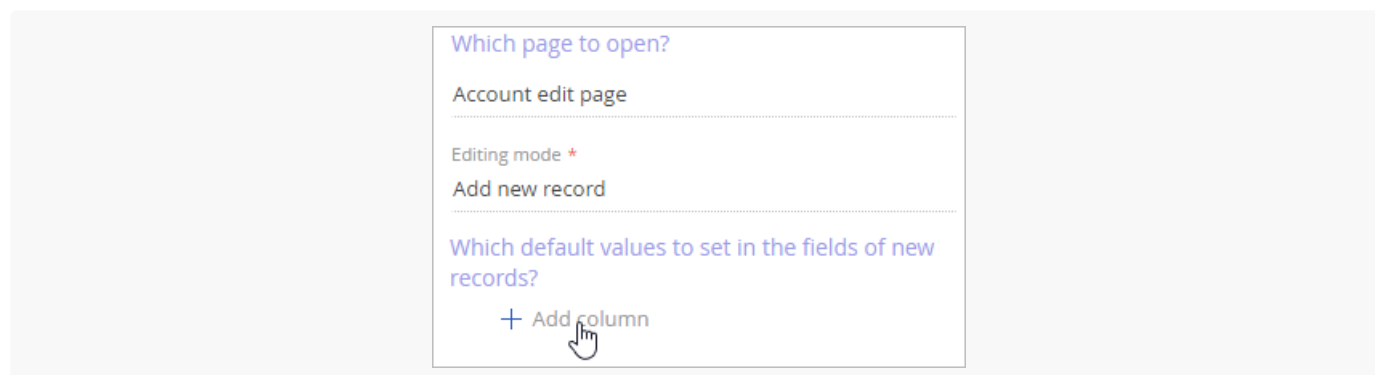 Which page to open?
Account edit page
Editing mode *
Add new record
Which default values to set in the fields of new
records?
+ Add column